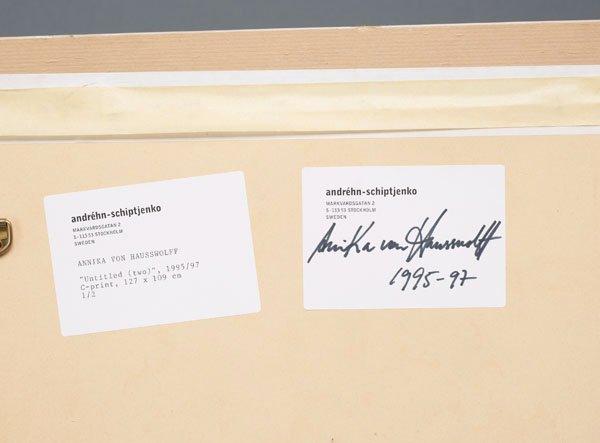 andréhn-schiptjenko
MARKVARDSGATAN 2
S-113 53 STOCKHOLM
SWEDEN
ANNIKA VON HAUSSWOLFF
"Untitled (two)", 1995/97
C-print, 127 x 109 cm
1/2
andréhn-schiptjenko
MARKVARDSGATAN 2
S-113 53 STOCKHOLM
SWEDEN
Annika von Hausswolff
1995-97